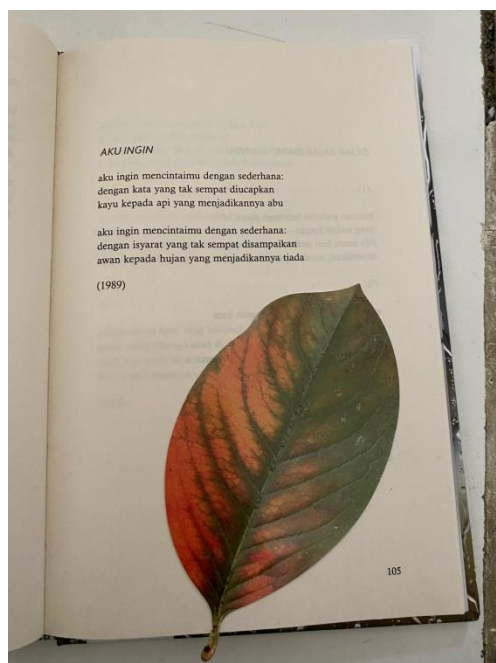 AKU INGIN
aku ingin mencintaimu dengan sederhana:
dengan kata yang tak sempat diucapkan
kayu kepada api yang menjadikannya abu
aku ingin mencintaimu dengan sederhana:
dengan isyarat yang tak sempat disampaikan
awan kepada hujan yang menjadikannya tiada
(1989)
105